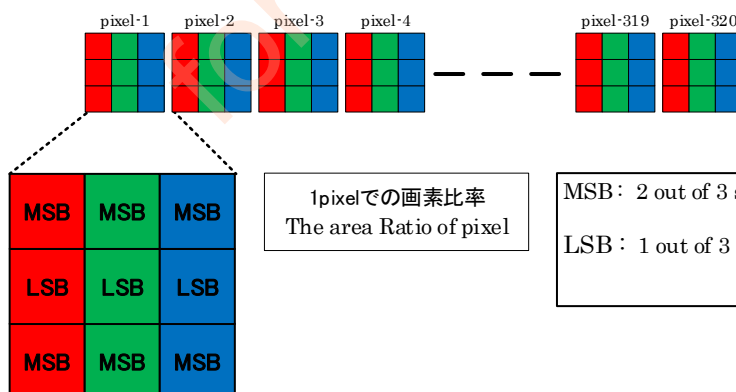 pixel-1 pixel-2 pixel-3 pixel-4 pixel-319 pixel-320
MSB MSB MSB
LSB LSB LSB
MSB MSB MSB
1pixelでの画素比率
The area Ratio of pixel
MSB: 2 out of 3
LSB: 1 out of 3